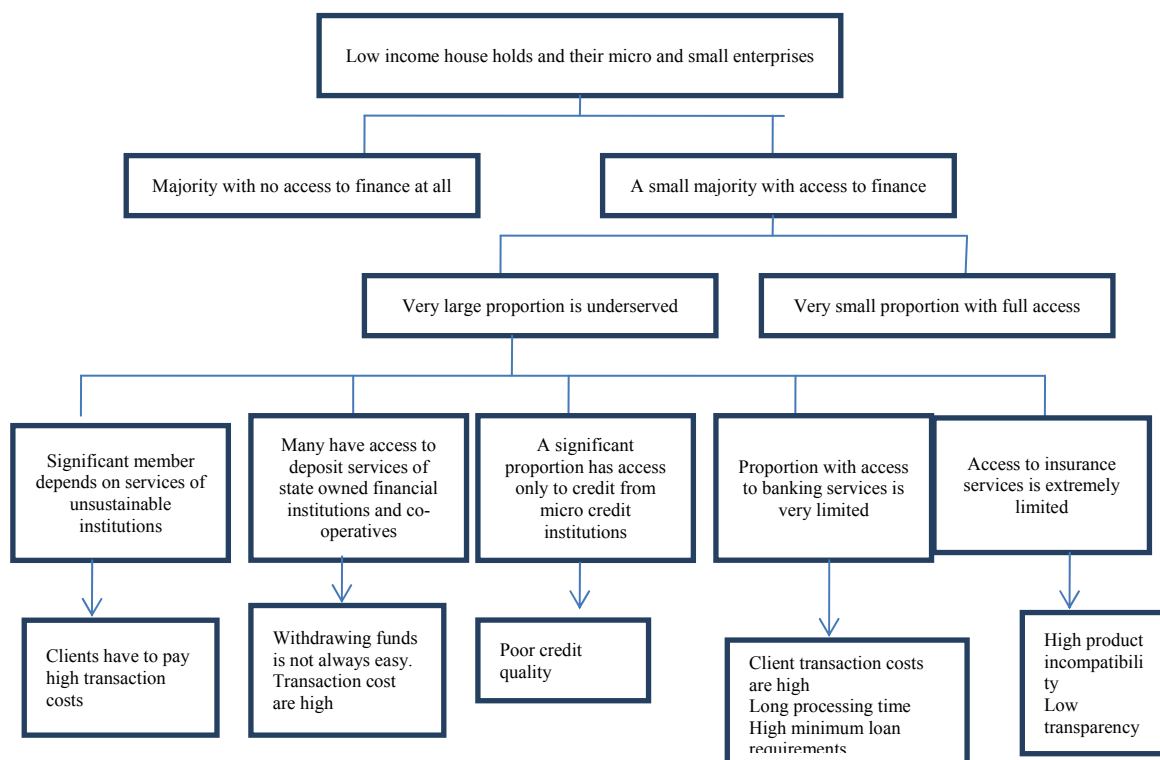 Low income house holds and their micro and small enterprises
Majority with no access to finance at all
A small majority with access to finance
Very large proportion is underserved
Very small proportion with full access
Significant member
depends on services of
unsustainable
institutions
Many have access to
deposit services of
state owned financial
institutions and co-
operatives
A significant
proportion has access
only to credit from
micro credit
institutions
Proportion with access
to banking services is
very limited
Access to insurance
services is extremely
limited
Clients have to pay
high transaction
costs
Withdrawing funds
is not always easy.
Transaction cost
are high
Poor credit
quality
Client transaction costs
are high
Long processing time
High minimum loan
requirements
High product
incompatibili
ty
Low
transparency